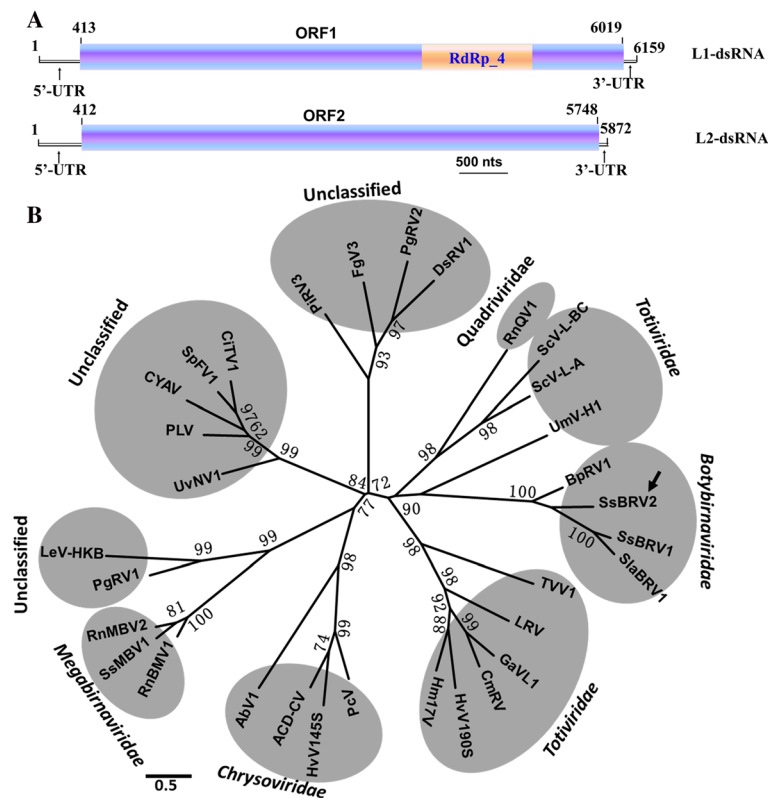 A
1
413
ORF1
6019
6159
RdRp_4
L1-dsRNA
5'-UTR
3'-UTR
1
412
ORF2
5748
5872
L2-dsRNA
5'-UTR
3'-UTR
500 nts
B
Unclassified
PiRV3
FgV3
PgRV2
DsRV1
97
93
Quadriviridae
RnQV1
Totiviridae
ScV-L-BC
ScV-L-A
UmV-H1
98
98
Botybirnaviridae
BpRV1
SsBRV2
SsBRV1
SlaBRV1
100
100
90
Unclassified
CiTV1
SpFV1
CYAV
PLV
UvNV1
9762
99
99
84
72
77
Unclassified
LeV-HKB
PgRV1
99
99
RnMBV2
SsMBV1
RnBMV1
81
100
Megabirnaviridae
98
74
99
AbV1
ACD-CV
HvV145S
PcV
Chrysoviridae
98
98
92
88
99
TVV1
LRV
GaVL1
CmRV
HvV190S
Hm17V
Totiviridae
0.5